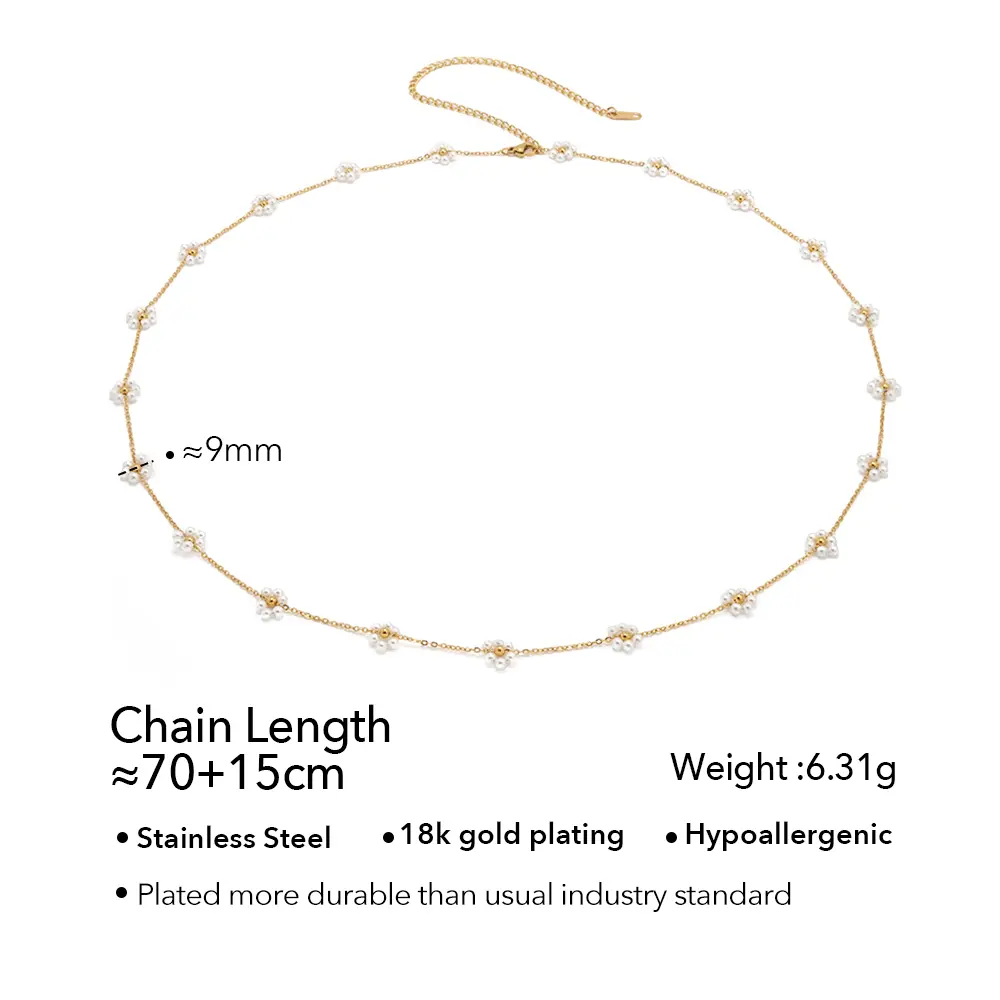 • ≈9mm
Chain Length
≈70+15cm
Weight :6.31g
• Stainless Steel
• 18k gold plating
• Hypoallergenic
• Plated more durable than usual industry standard